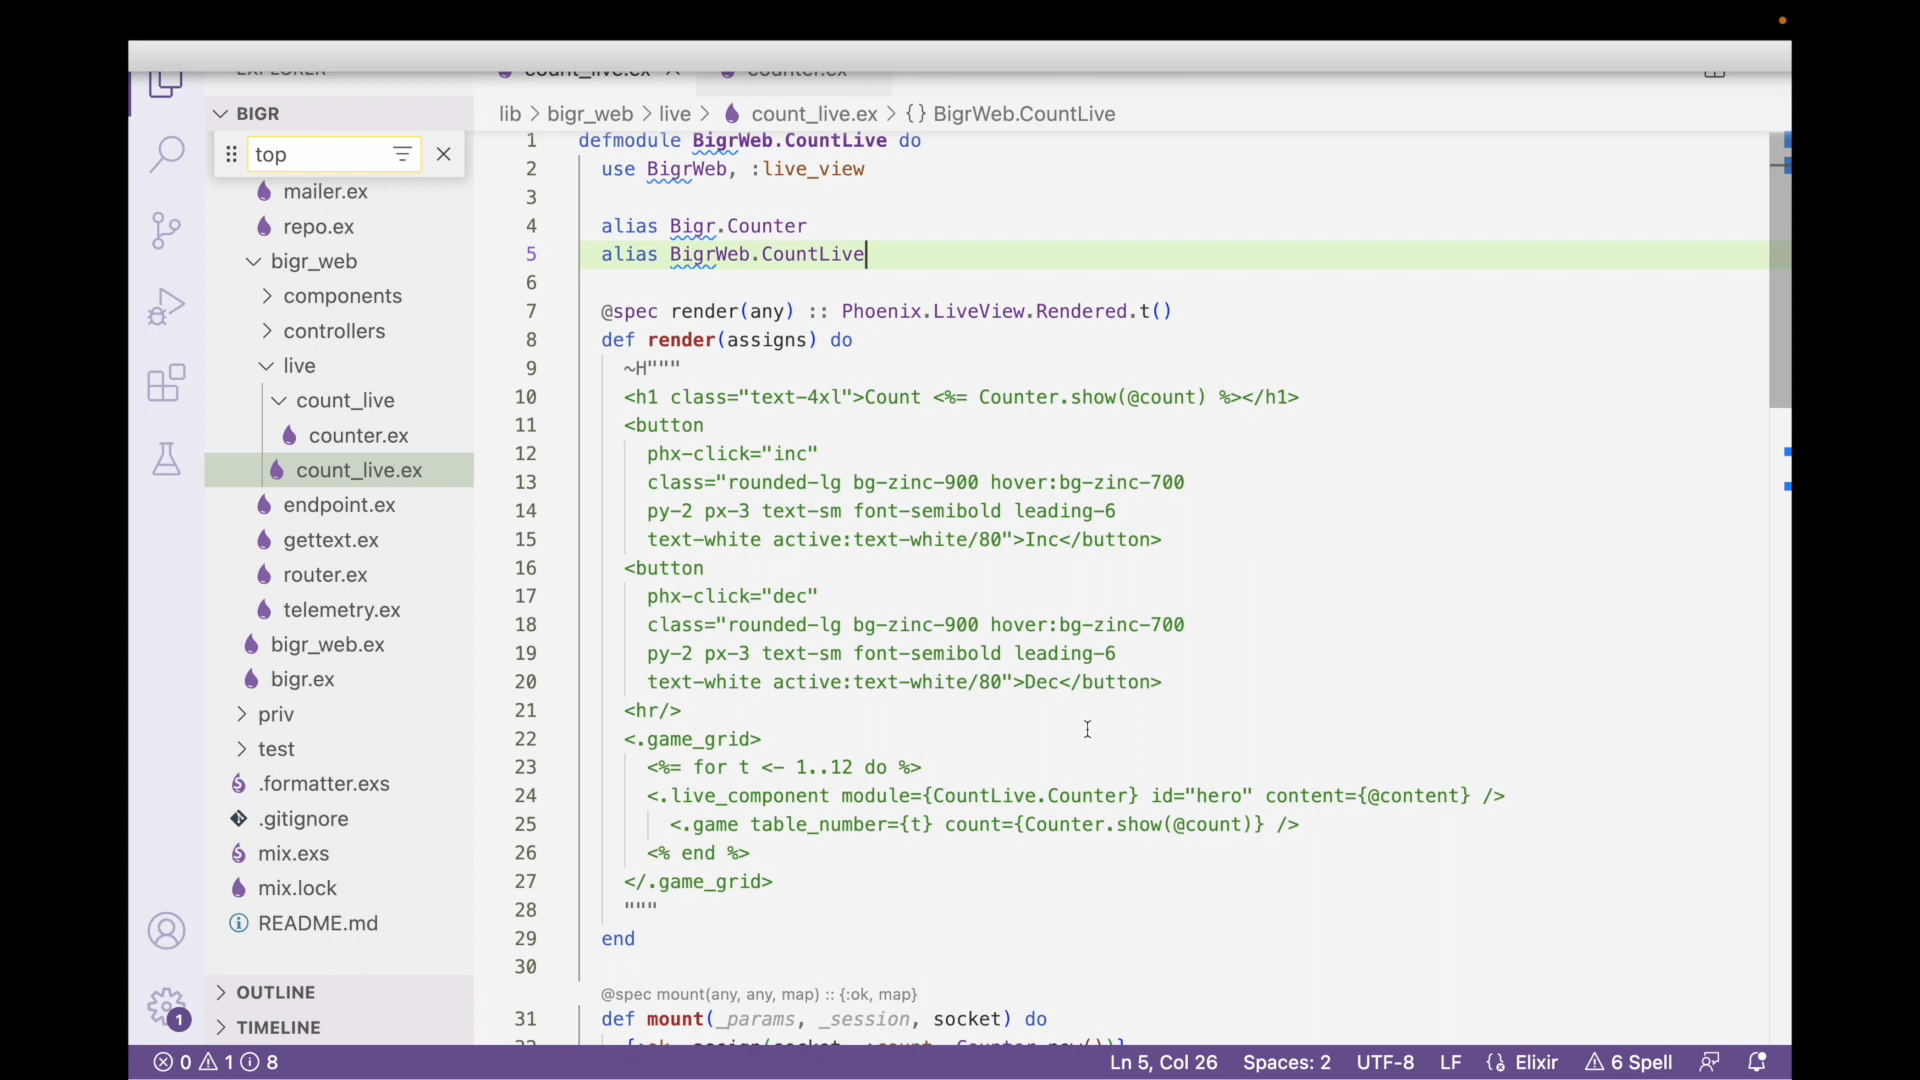 EXPLORER
count_live.ex
counter.ex
BIGR
top
mailer.ex
repo.ex
bigr_web
components
controllers
live
count_live
counter.ex
count_live.ex
endpoint.ex
gettext.ex
router.ex
telemetry.ex
bigr_web.ex
bigr.ex
priv
test
.formatter.exs
.gitignore
mix.exs
mix.lock
README.md
OUTLINE
TIMELINE
1
lib > bigr_web > live > count_live.ex > {} BigrWeb.CountLive
1 defmodule BigrWeb.CountLive do
2 use BigrWeb, :live_view
3
4 alias Bigr.Counter
5 alias BigrWeb.CountLive
6
7 @spec render(any) :: Phoenix.LiveView.Rendered.t()
8 def render(assigns) do
9 ~H"""
10 <h1 class="text-4xl">Count <%= Counter.show(@count) %></h1>
11 <button
12 phx-click="inc"
13 class="rounded-lg bg-zinc-900 hover:bg-zinc-700
14 py-2 px-3 text-sm font-semibold leading-6
15 text-white active:text-white/80">Inc</button>
16 <button
17 phx-click="dec"
18 class="rounded-lg bg-zinc-900 hover:bg-zinc-700
19 py-2 px-3 text-sm font-semibold leading-6
20 text-white active:text-white/80">Dec</button>
21 <hr/>
22 <.game_grid>
23 <%= for t <- 1..12 do %>
24 <.live_component module={CountLive.Counter} id="hero" content={@content} />
25 <.game table_number={t} count={Counter.show(@count)} />
26 <% end %>
27 </.game_grid>
28 """
29 end
30
@spec mount(any, any, map) :: {:ok, map}
31 def mount(_params, _session, socket) do
0 1 8
Ln 5, Col 26 Spaces: 2 UTF-8 LF {} Elixir 6 Spell